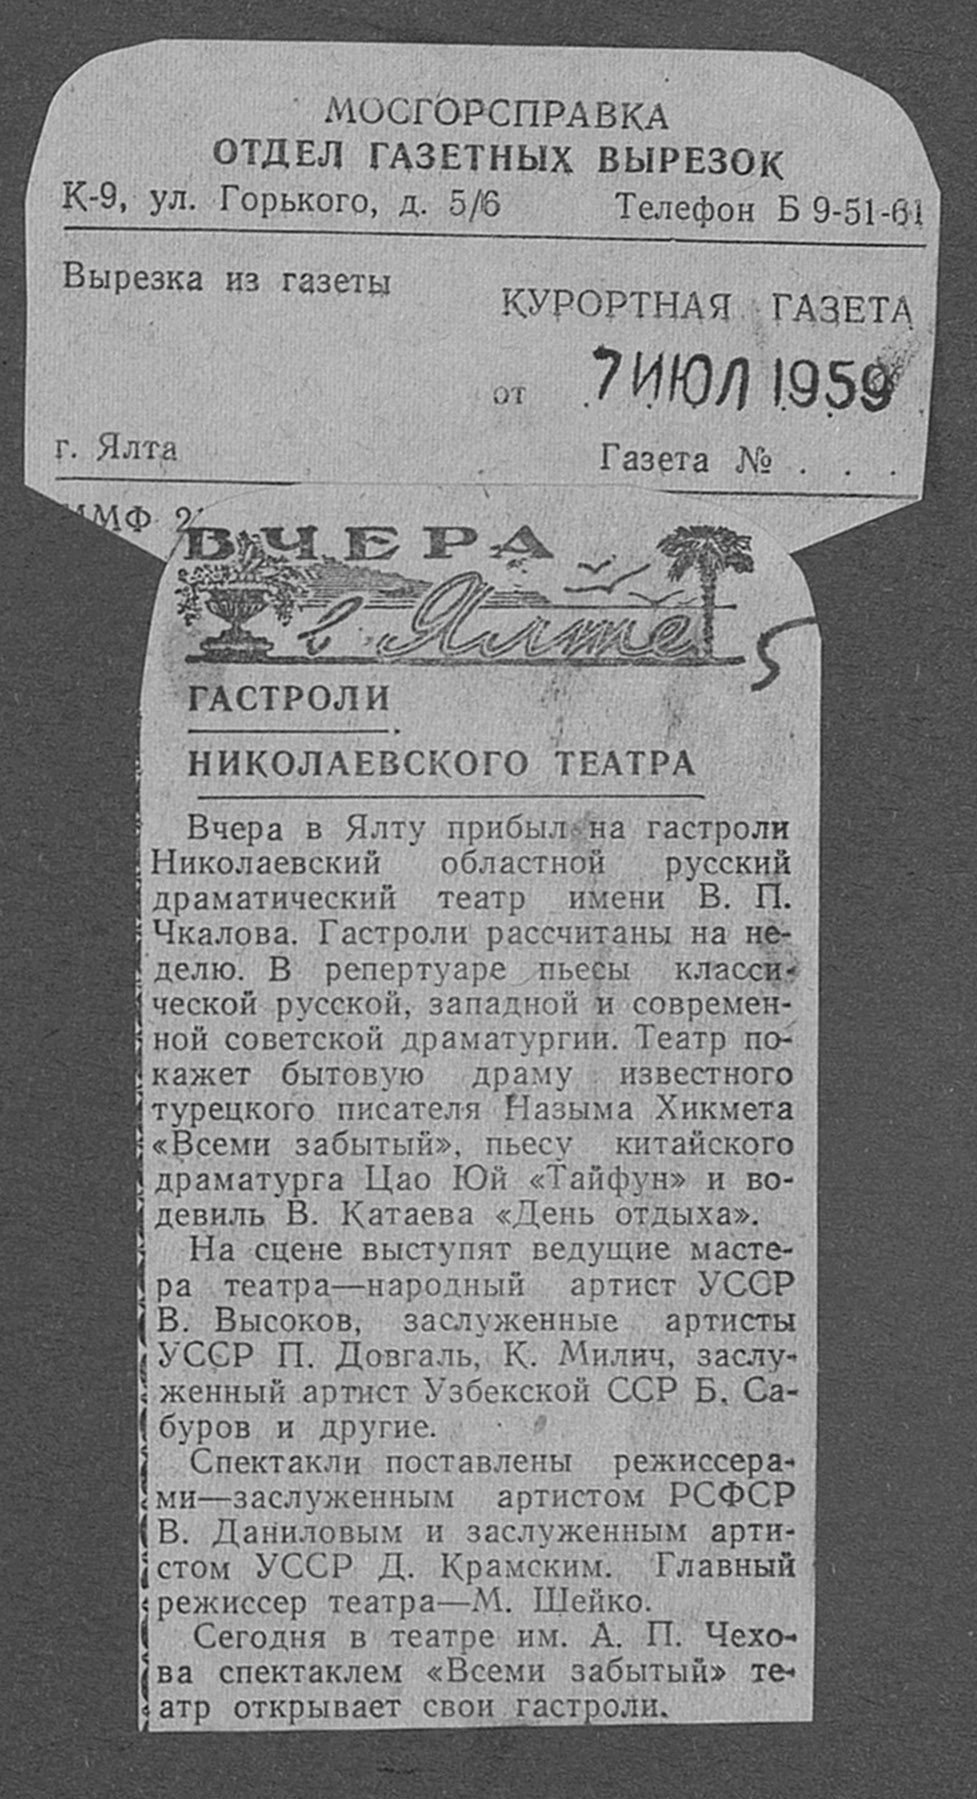 МОСГОРСПРАВКА
ОТДЕЛ ГАЗЕТНЫХ ВЫРЕЗОК
К-9, ул. Горького, д. 5/6 Телефон Б 9-51-61
Вырезка из газеты
КУРОРТНАЯ ГАЗЕТА
от 7 ИЮЛ 1959
г. Ялта Газета № . . .
ММФ
ВЧЕРА
в Ялте
5
ГАСТРОЛИ
НИКОЛАЕВСКОГО ТЕАТРА
Вчера в Ялту прибыл на гастроли
Николаевский областной русский
драматический театр имени В. П.
Чкалова. Гастроли рассчитаны на не-
делю. В репертуаре пьесы класси-
ческой русской, западной и современ-
ной советской драматургии. Театр по-
кажет бытовую драму известного
турецкого писателя Назыма Хикмета
«Всеми забытый», пьесу китайского
драматурга Цао Юй «Тайфун» и во-
девиль В. Катаева «День отдыха».
На сцене выступят ведущие масте-
ра театра—народный артист УССР
В. Высоков, заслуженные артисты
УССР П. Довгаль, К. Милич, заслу-
женный артист Узбекской ССР Б. Са-
буров и другие.
Спектакли поставлены режиссера-
ми—заслуженным артистом РСФСР
В. Даниловым и заслуженным арти-
стом УССР Д. Крамским. Главный
режиссер театра—М. Шейко.
Сегодня в театре им. А. П. Чехо-
ва спектаклем «Всеми забытый» те-
атр открывает свои гастроли.